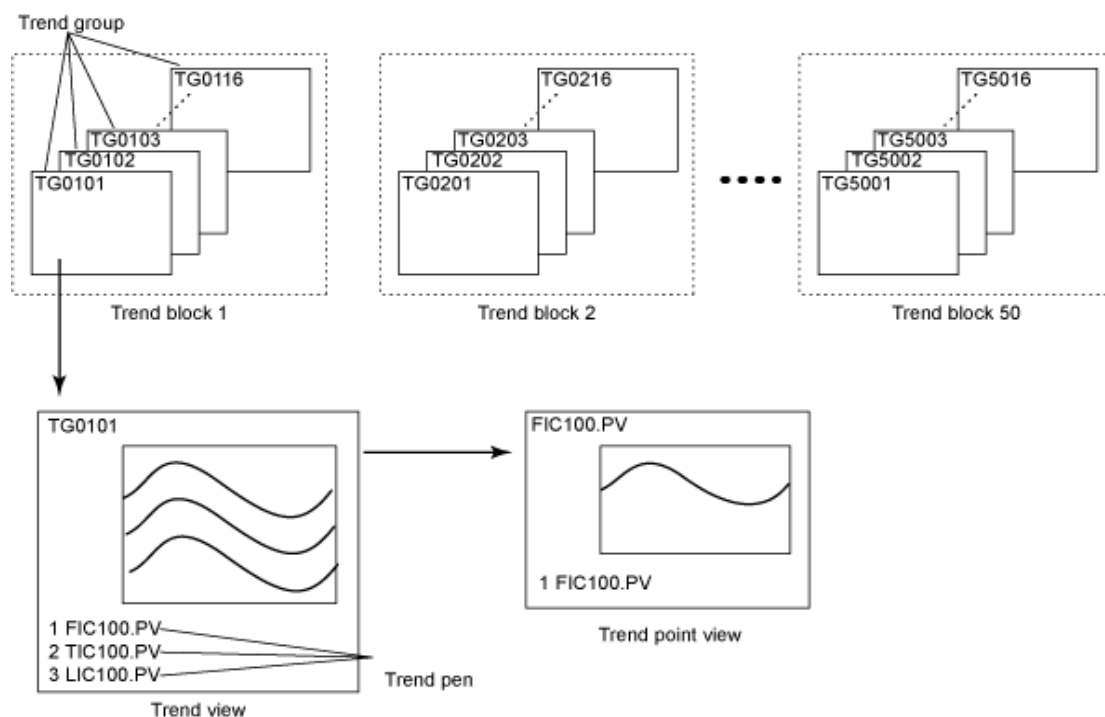 Trend group
TG0116
TG0103
TG0102
TG0101
Trend block 1
TG0216
TG0203
TG0202
TG0201
Trend block 2
TG5016
TG5003
TG5002
TG5001
Trend block 50
TG0101
1 FIC100.PV
2 TIC100.PV
3 LIC100.PV
Trend pen
Trend view
FIC100.PV
1 FIC100.PV
Trend point view